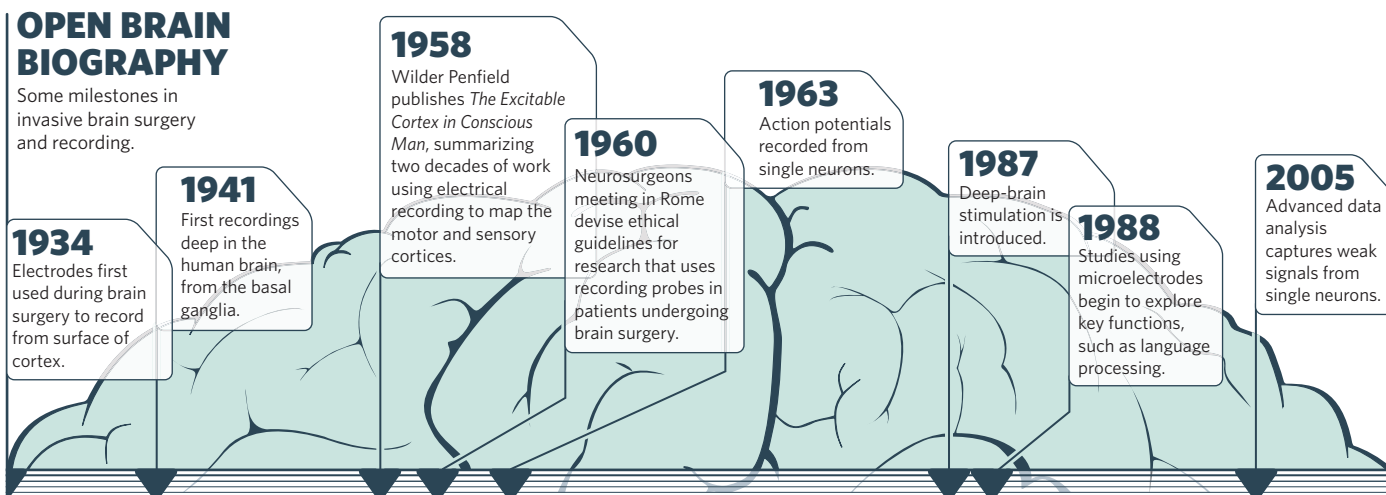 OPEN BRAIN
BIOGRAPHY
Some milestones in
invasive brain surgery
and recording.
1934
Electrodes first
used during brain
surgery to record
from surface of
cortex.
1941
First recordings
deep in the
human brain,
from the basal
ganglia.
1958
Wilder Penfield
publishes The Excitable
Cortex in Conscious
Man, summarizing
two decades of work
using electrical
recording to map the
motor and sensory
cortices.
1960
Neurosurgeons
meeting in Rome
devise ethical
guidelines for
research that uses
recording probes in
patients undergoing
brain surgery.
1963
Action potentials
recorded from
single neurons.
1987
Deep-brain
stimulation is
introduced.
1988
Studies using
microelectrodes
begin to explore
key functions,
such as language
processing.
2005
Advanced data
analysis
captures weak
signals from
single neurons.